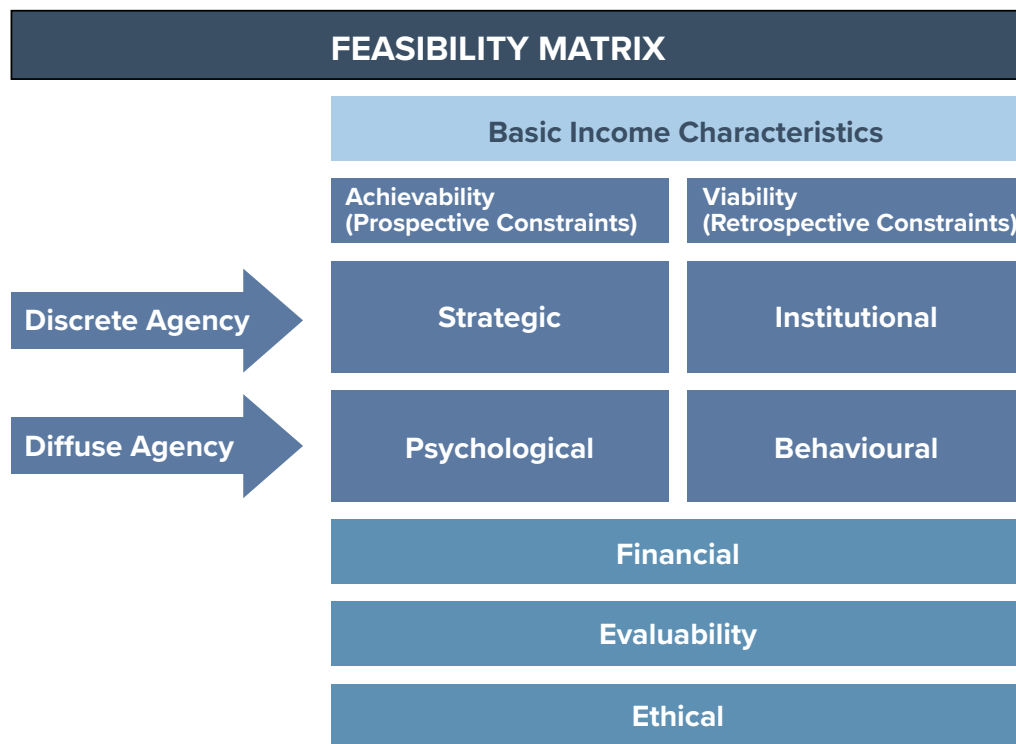 FEASIBILITY MATRIX
Basic Income Characteristics
Achievability
(Prospective Constraints)
Viability
(Retrospective Constraints)
Discrete Agency
Strategic
Institutional
Diffuse Agency
Psychological
Behavioural
Financial
Evaluability
Ethical